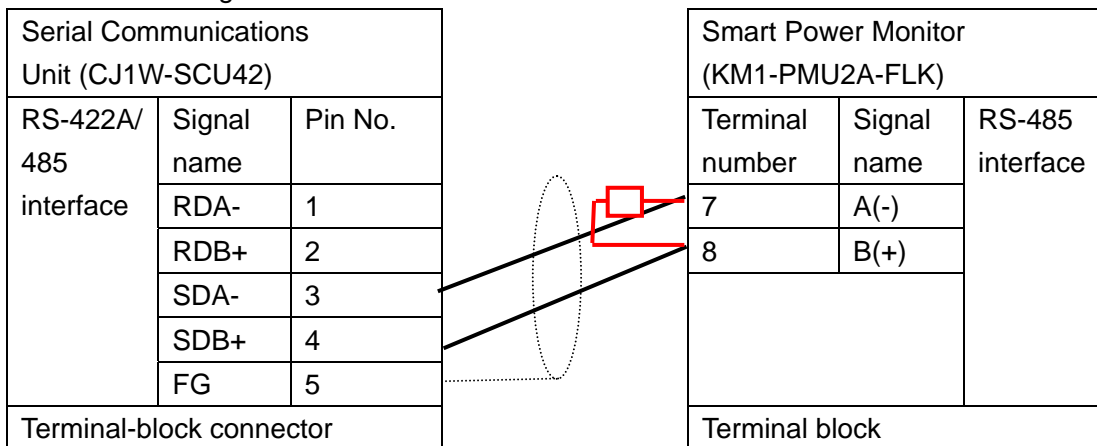 Serial Communications
Unit (CJ1W-SCU42)
RS-422A/
485
interface
Signal
name
Pin No.
RDA-
1
RDB+
2
SDA-
3
SDB+
4
FG
5
Terminal-block connector
Smart Power Monitor
(KM1-PMU2A-FLK)
Terminal
number
Signal
name
RS-485
interface
7
A(-)
8
B(+)
Terminal block